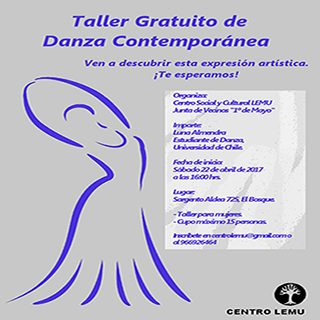 Taller Gratuito de
Danza Contemporánea
Ven a descubrir esta expresión artística.
¡Te esperamos!
Organiza:
Centro Social y Cultural LEMU
Junta de Vecinos "1º de Mayo"
Imparte:
Luna Almendra
Estudiante de Danza,
Universidad de Chile.
Fecha de inicio:
Sábado 22 abril de 2017
a las 16:00 hrs.
Lugar:
Sargento Aldea 725, El Bosque.
- Taller para mujeres.
- Cupo máximo 15 personas.
Inscríbete en centrolemu@gmail.com o
al 966926464
CENTRO LEMU